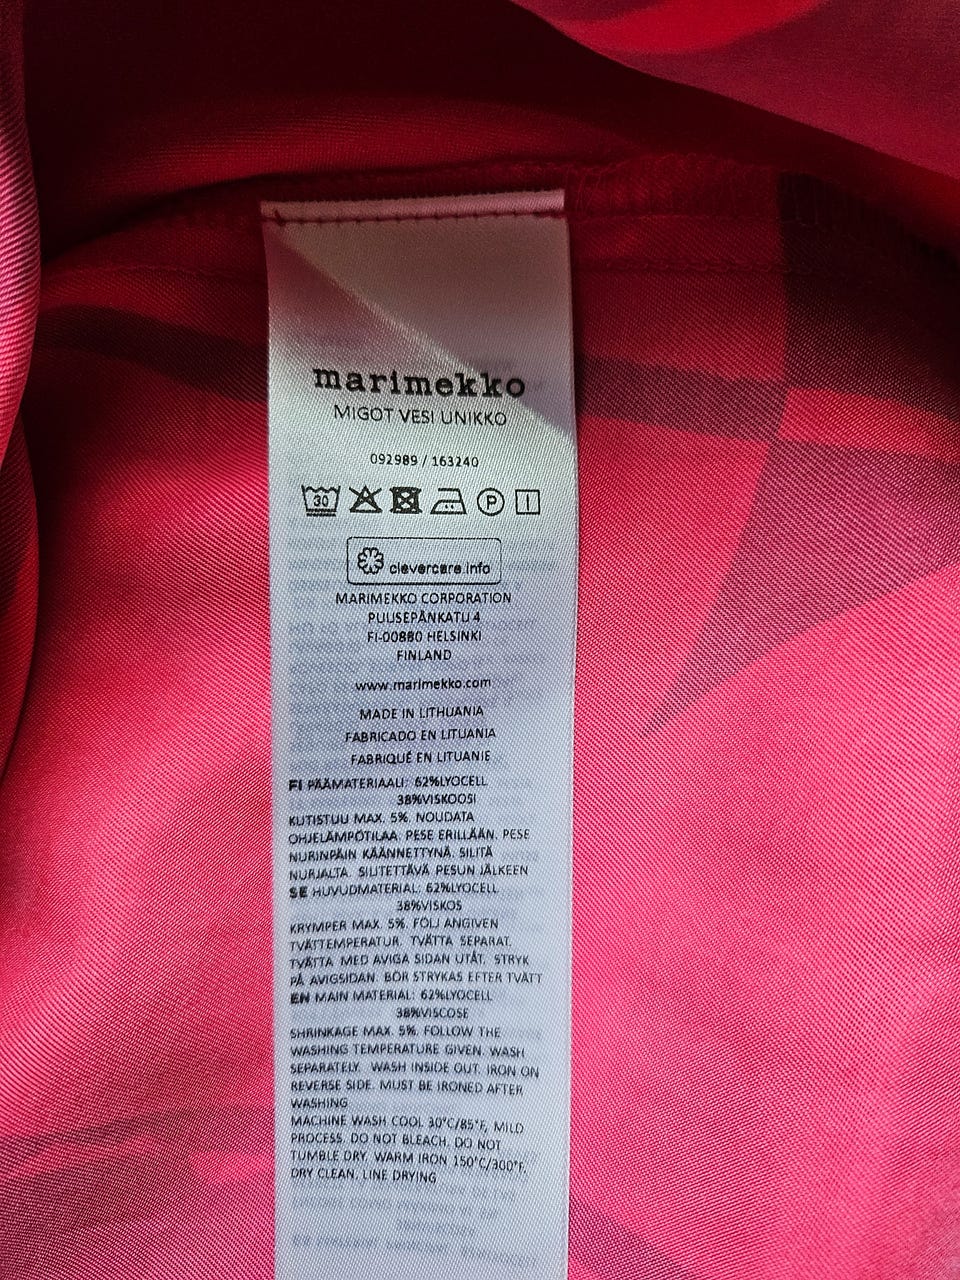 marimekko
MIGOT VESI UNIKKO
092989 / 163240
30 P
clevercare.info
MARIMEKKO CORPORATION
PUUSEPÄNKATU 4
FI-00880 HELSINKI
FINLAND
www.marimekko.com
MADE IN LITHUANIA
FABRICADO EN LITUANIA
FABRIQUÉ EN LITUANIE
FI PÄÄMATERIAALI: 62%LYOCELL
38%VISKOOSI
KUTISTUU MAX. 5%. NOUDATA
OHJELÄMPÖTILAA. PESE ERILLÄÄN. PESE
NURINPÄIN KÄÄNNETTYNÄ. SILITÄ
NURJALTA. SILITETTÄVÄ PESUN JÄLKEEN
SE HUVUDMATERIAL: 62%LYOCELL
38%VISKOS
KRYMPER MAX. 5%. FÖLJ ANGIVEN
TVÄTTEMPERATUR. TVÄTTA SEPARAT.
TVÄTTA MED AVIGA SIDAN UTÅT. STRYK
PÅ AVIGSIDAN. BÖR STRYKAS EFTER TVÄTT
EN MAIN MATERIAL: 62%LYOCELL
38%VISCOSE
SHRINKAGE MAX. 5%. FOLLOW THE
WASHING TEMPERATURE GIVEN. WASH
SEPARATELY. WASH INSIDE OUT. IRON ON
REVERSE SIDE. MUST BE IRONED AFTER
WASHING
MACHINE WASH COOL 30°C/85°F, MILD
PROCESS. DO NOT BLEACH. DO NOT
TUMBLE DRY. WARM IRON 150°C/300°F.
DRY CLEAN. LINE DRYING